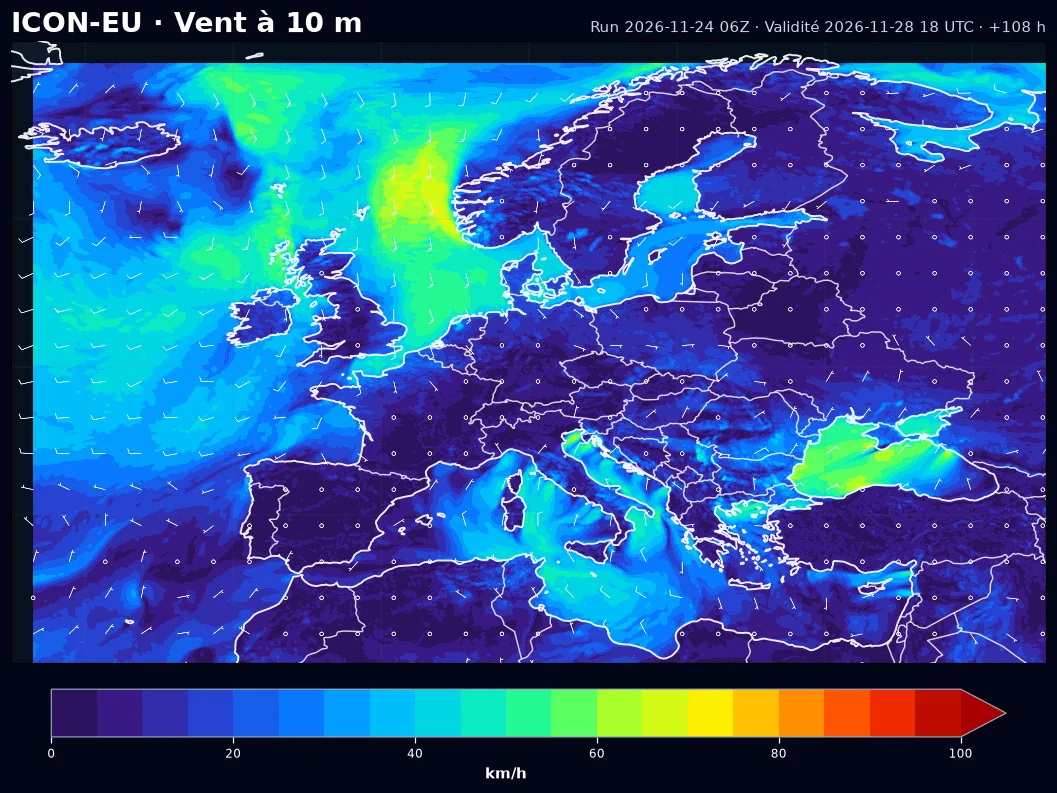 ICON-EU · Vent à 10 m
Run 2026-11-24 06Z · Validité 2026-11-28 18 UTC · +108 h
0 20 40 60 80 100
km/h